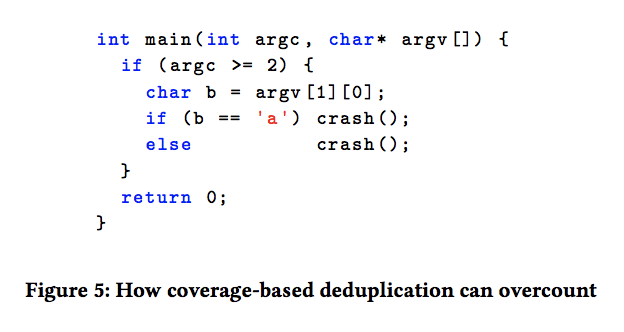 int main(int argc, char* argv[]) {
  if (argc >= 2) {
    char b = argv[1][0];
    if (b == 'a') crash();
    else          crash();
  }
  return 0;
}
Figure 5: How coverage-based deduplication can overcount